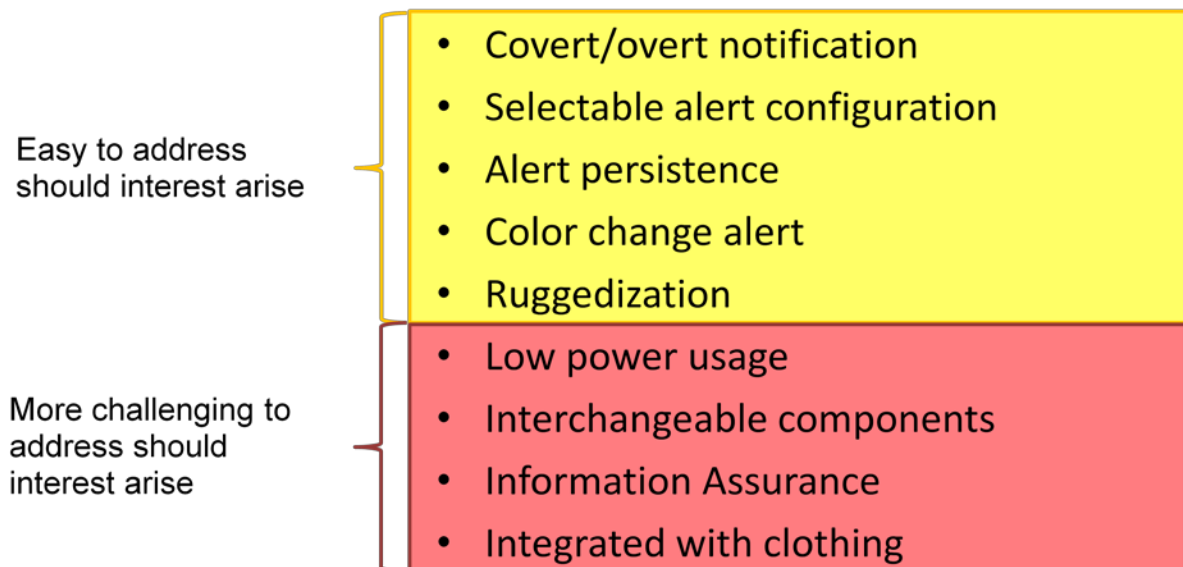 Easy to address
should interest arise
• Covert/overt notification
• Selectable alert configuration
• Alert persistence
• Color change alert
• Ruggedization
More challenging to
address should
interest arise
• Low power usage
• Interchangeable components
• Information Assurance
• Integrated with clothing